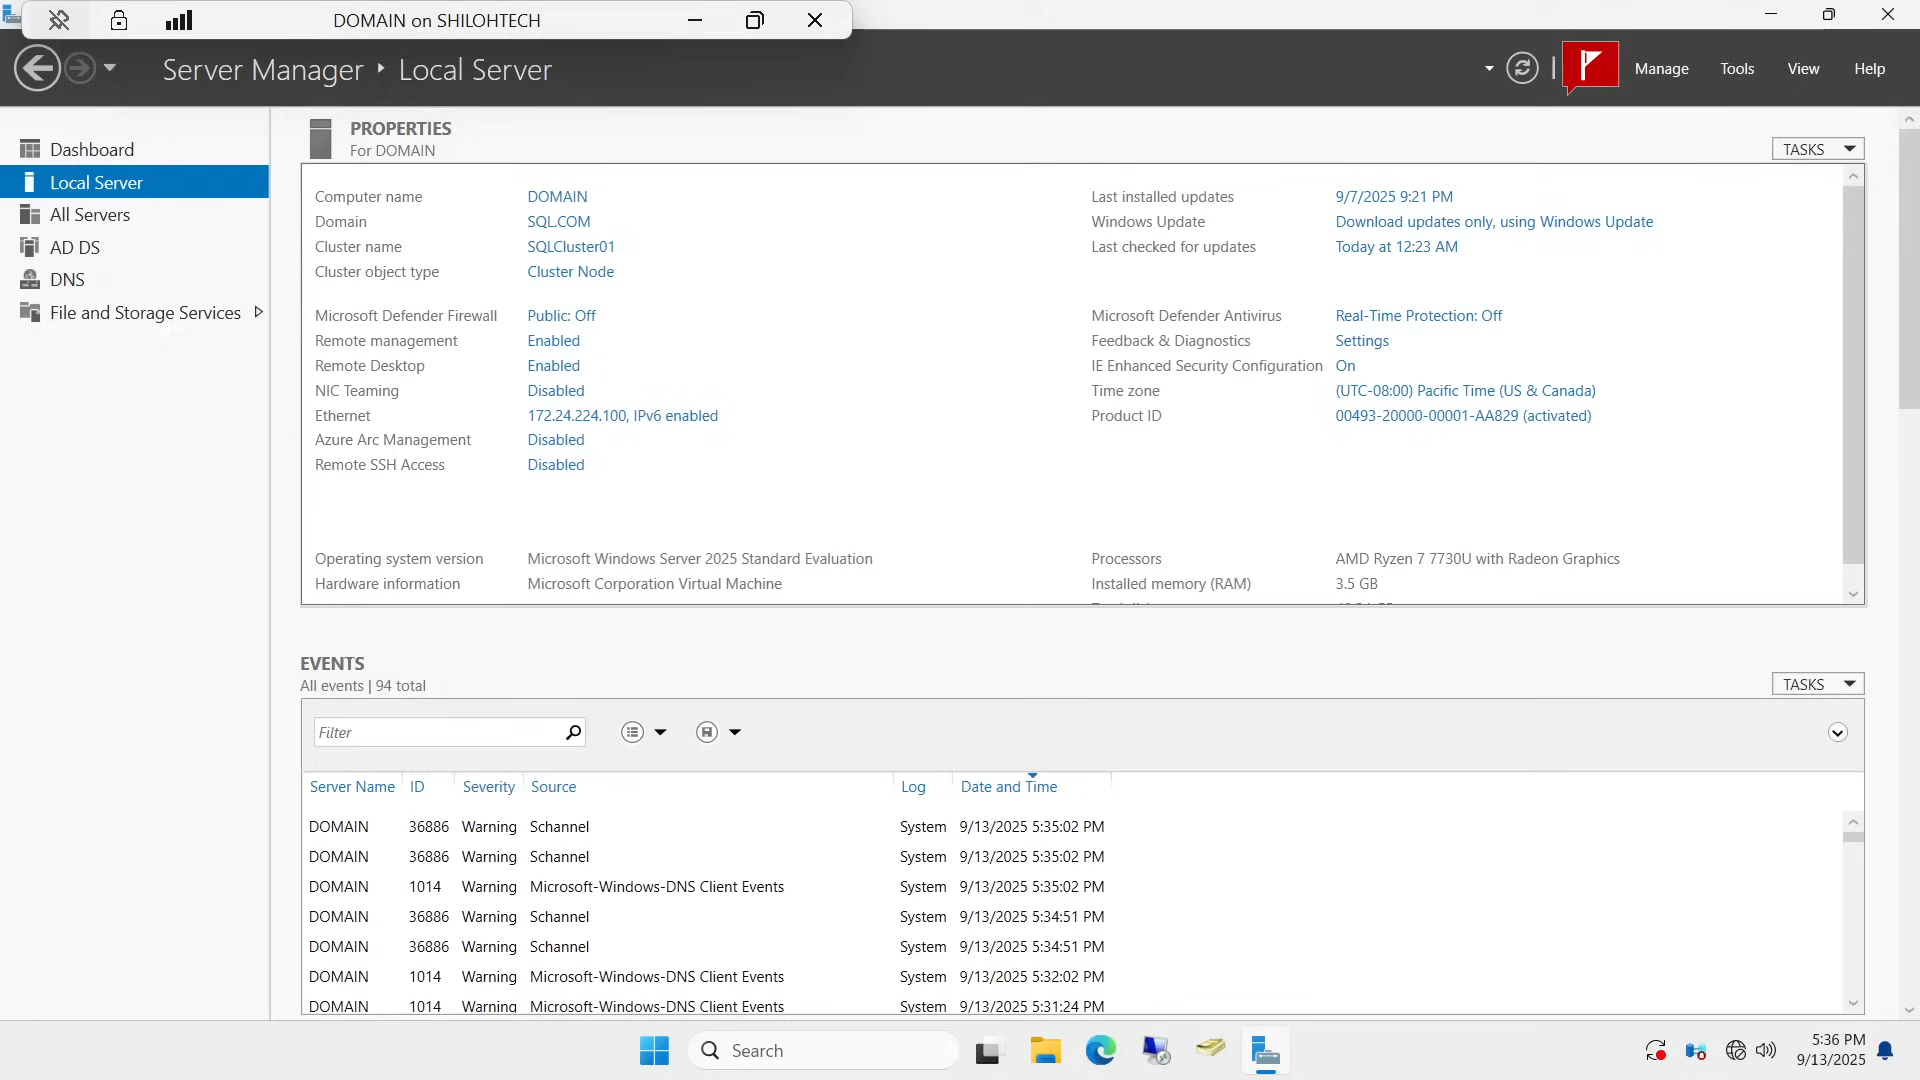 DOMAIN on SHILOHTECH
Server Manager ‣ Local Server
Manage Tools View Help
Dashboard
Local Server
All Servers
AD DS
DNS
File and Storage Services
PROPERTIES
For DOMAIN
TASKS
Computer name DOMAIN Last installed updates 9/7/2025 9:21 PM
Domain SQL.COM Windows Update Download updates only, using Windows Update
Cluster name SQLCluster01 Last checked for updates Today at 12:23 AM
Cluster object type Cluster Node
Microsoft Defender Firewall Public: Off Microsoft Defender Antivirus Real-Time Protection: Off
Remote management Enabled Feedback & Diagnostics Settings
Remote Desktop Enabled IE Enhanced Security Configuration On
NIC Teaming Disabled Time zone (UTC-08:00) Pacific Time (US & Canada)
Ethernet 172.24.224.100, IPv6 enabled Product ID 00493-20000-00001-AA829 (activated)
Azure Arc Management Disabled
Remote SSH Access Disabled
Operating system version Microsoft Windows Server 2025 Standard Evaluation Processors AMD Ryzen 7 7730U with Radeon Graphics
Hardware information Microsoft Corporation Virtual Machine Installed memory (RAM) 3.5 GB
EVENTS
All events | 94 total
TASKS
Filter
Server Name ID Severity Source Log Date and Time
DOMAIN 36886 Warning Schannel System 9/13/2025 5:35:02 PM
DOMAIN 36886 Warning Schannel System 9/13/2025 5:35:02 PM
DOMAIN 1014 Warning Microsoft-Windows-DNS Client Events System 9/13/2025 5:35:02 PM
DOMAIN 36886 Warning Schannel System 9/13/2025 5:34:51 PM
DOMAIN 36886 Warning Schannel System 9/13/2025 5:34:51 PM
DOMAIN 1014 Warning Microsoft-Windows-DNS Client Events System 9/13/2025 5:32:02 PM
DOMAIN 1014 Warning Microsoft-Windows-DNS Client Events System 9/13/2025 5:31:24 PM
Search
5:36 PM
9/13/2025